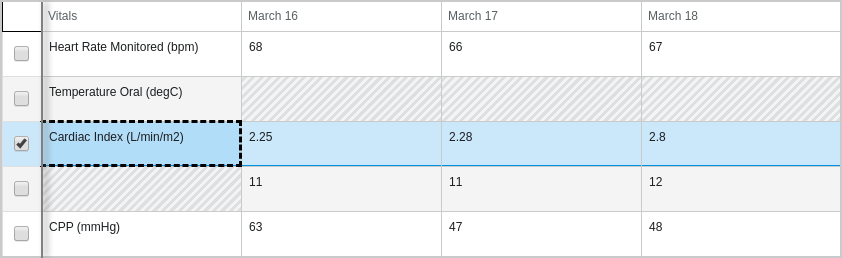 Vitals March 16 March 17 March 18
Heart Rate Monitored (bpm) 68 66 67
Temperature Oral (degC)
Cardiac Index (L/min/m2) 2.25 2.28 2.8
11 11 12
CPP (mmHg) 63 47 48